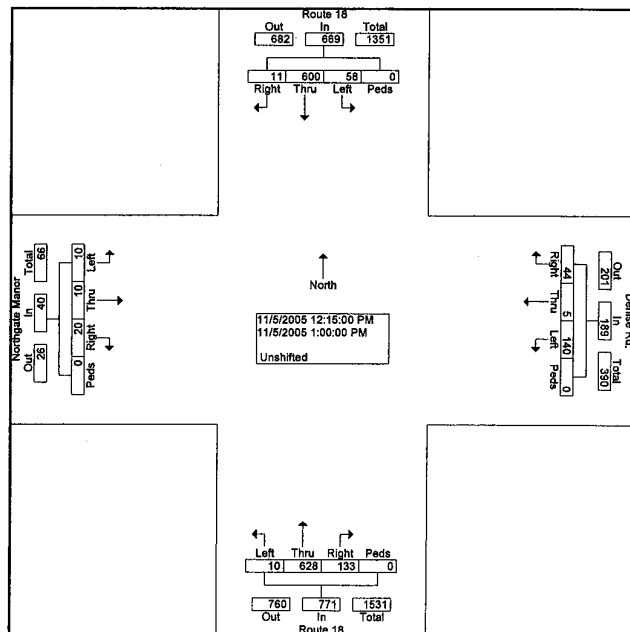 Route 18
Out In Total
682 669 1351
11 600 58 0
Right Thru Left Peds
Northgate Manor
Total In Out
66 40 26
10 10 20 0
Left Thru Right Peds
North
11/5/2005 12:15:00 PM
11/5/2005 1:00:00 PM
Unshifted
Right Thru Left Peds
44 5 140 0
Out In Total
201 189 390
Rd.
Left Thru Right Peds
10 628 133 0
760 771 1531
Out In Total
Route 18